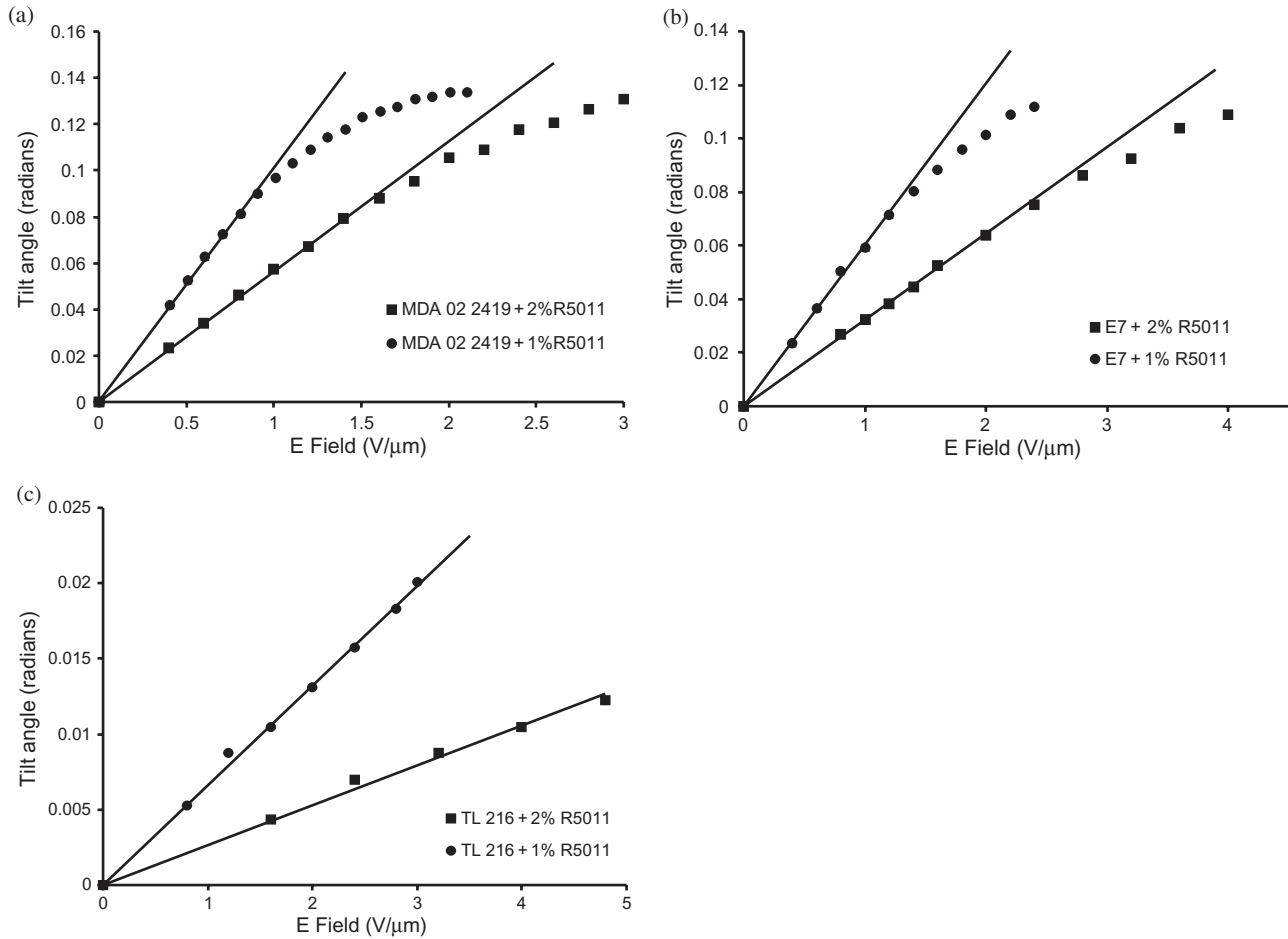 (a)
0.16
0.14
0.12
0.1
0.08
0.06
0.04
0.02
0
Tilt angle (radians)
0.5
1
1.5
2
2.5
3
E Field (V/μm)
MDA 02 2419 + 2%R5011
MDA 02 2419 + 1%R5011
(b)
0.14
0.12
0.1
0.08
0.06
0.04
0.02
0
Tilt angle (radians)
0
1
2
3
4
E Field (V/μm)
E7 + 2% R5011
E7 + 1% R5011
(c)
0.025
0.02
0.015
0.01
0.005
0
Tilt angle (radians)
0
1
2
3
4
5
E Field (V/μm)
TL 216 + 2% R5011
TL 216 + 1% R5011